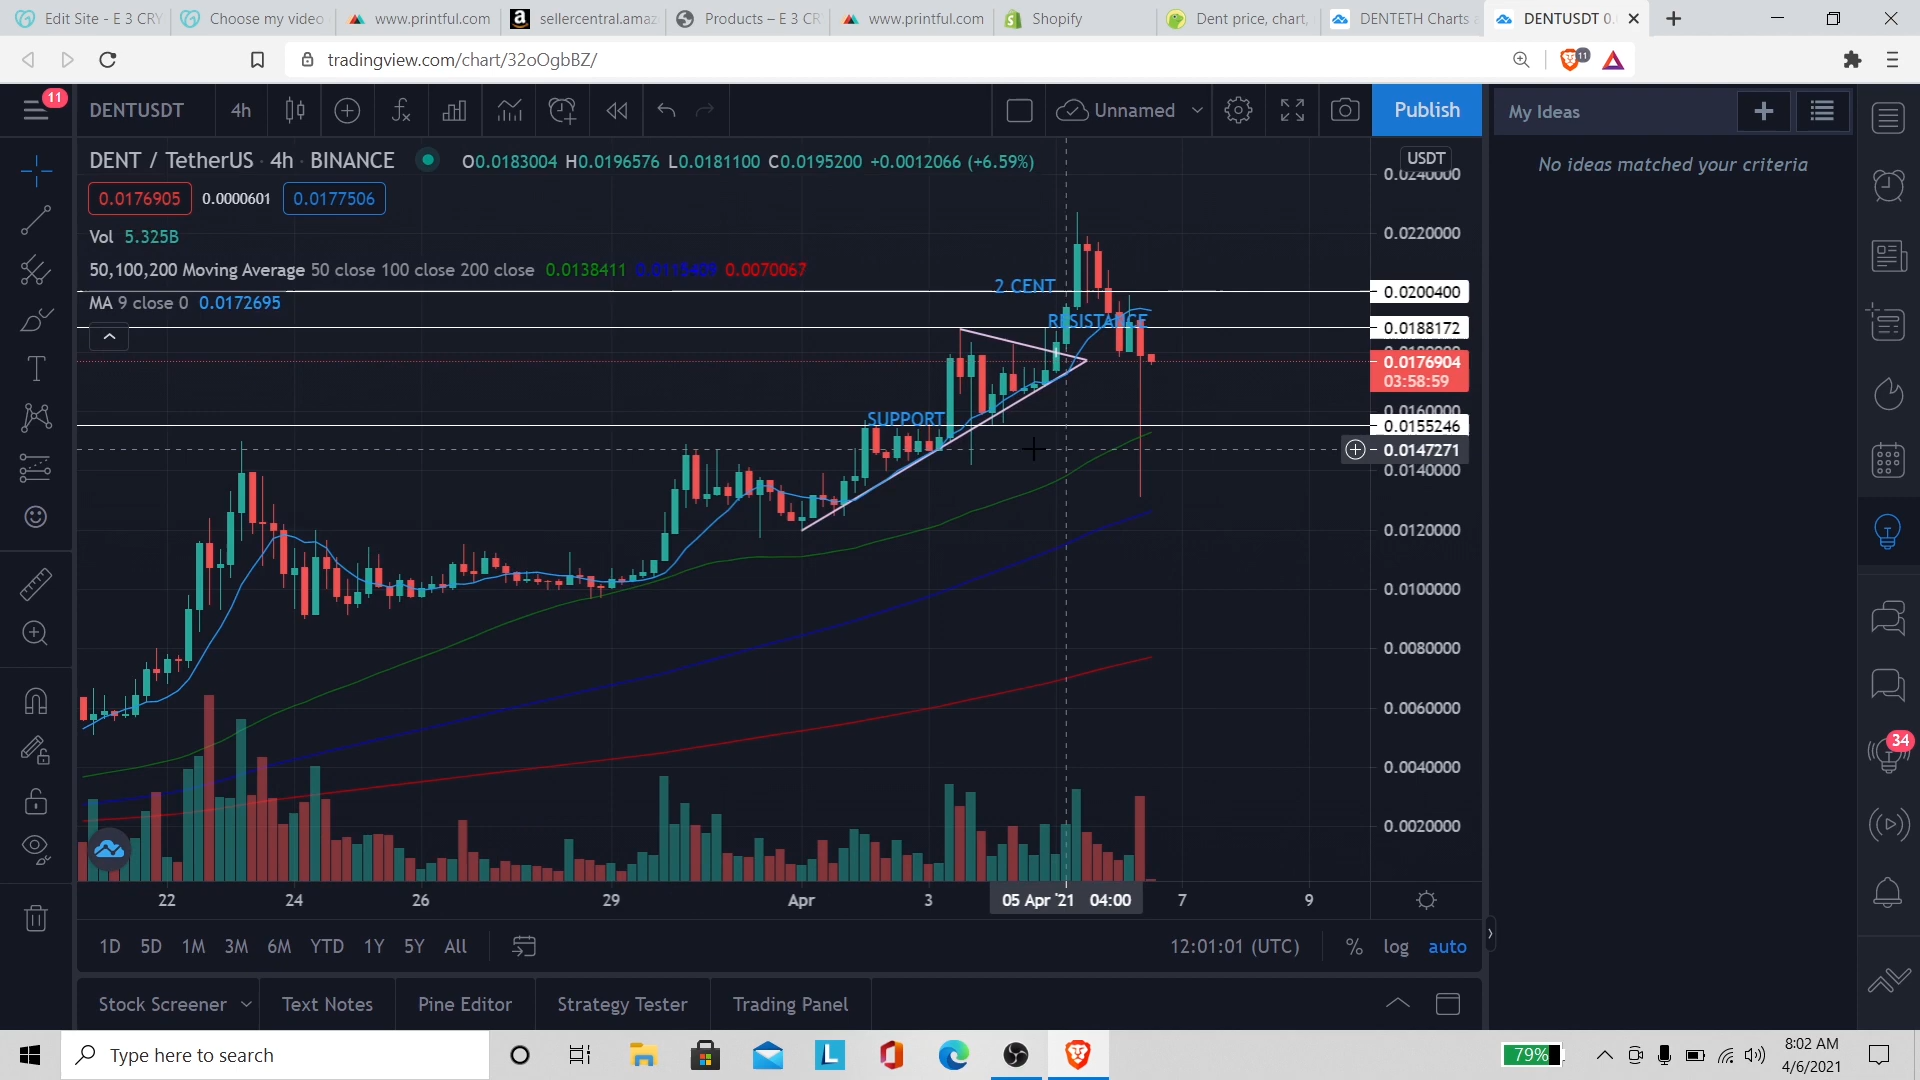 Edit Site - E 3 CRY
Choose my video
www.printful.com
sellercentral.amaz
Products – E 3 CR
www.printful.com
Shopify
Dent price, chart,
DENTETH Charts a
DENTUSDT 0.
tradingview.com/chart/32oOgbBZ/
11
11
DENTUSDT
4h
Unnamed
Publish
My Ideas
DENT / TetherUS · 4h · BINANCE
O0.0183004 H0.0196576 L0.0181100 C0.0195200 +0.0012066 (+6.59%)
USDT
No ideas matched your criteria
0.0240000
0.0176905
0.0000601
0.0177506
Vol 5.325B
0.0220000
50,100,200 Moving Average 50 close 100 close 200 close 0.0138411 0.0115409 0.0070067
2 CENT
0.0200400
MA 9 close 0 0.0172695
RESISTANCE
0.0188172
0.0176904
03:58:59
0.0160000
SUPPORT
0.0155246
0.0147271
0.0140000
0.0120000
0.0100000
0.0080000
0.0060000
34
0.0040000
0.0020000
22
24
26
29
Apr
3
05 Apr '21 04:00
7
9
1D
5D
1M
3M
6M
YTD
1Y
5Y
All
12:01:01 (UTC)
%
log
auto
Stock Screener
Text Notes
Pine Editor
Strategy Tester
Trading Panel
Type here to search
L
79%
8:02 AM
4/6/2021